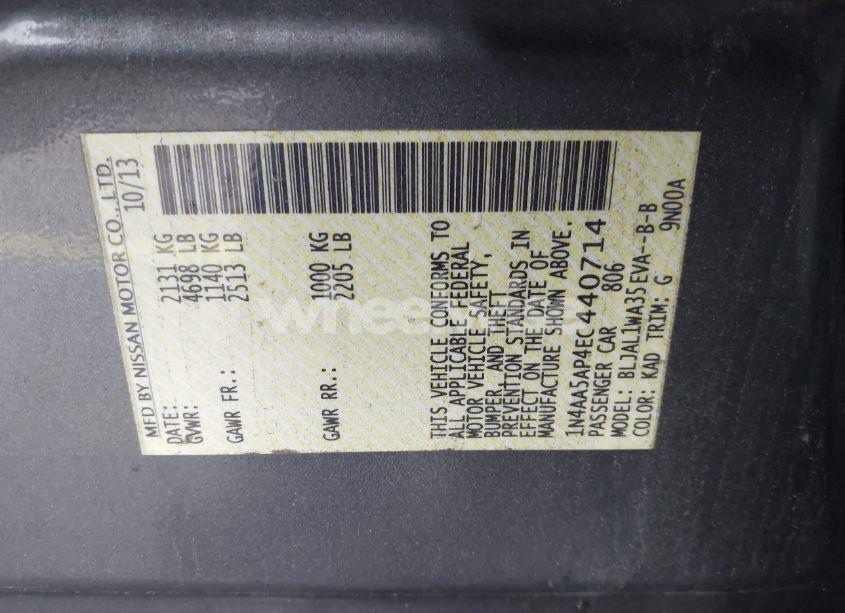 MFD BY NISSAN MOTOR CO., LTD.
DATE: 10/13
GVWR: 2131 KG
4698 LB
GAWR FR.: 1140 KG
2513 LB
GAWR RR.: 1000 KG
2205 LB
THIS VEHICLE CONFORMS TO
ALL APPLICABLE FEDERAL
MOTOR VEHICLE SAFETY,
BUMPER, AND THEFT
PREVENTION STANDARDS IN
EFFECT ON THE DATE OF
MANUFACTURE SHOWN ABOVE.
1N4AA5AP4EC440714
PASSENGER CAR 806
MODEL: BLJAL1WA35EVA--B-B
COLOR: KAD TRIM: G 9N00A